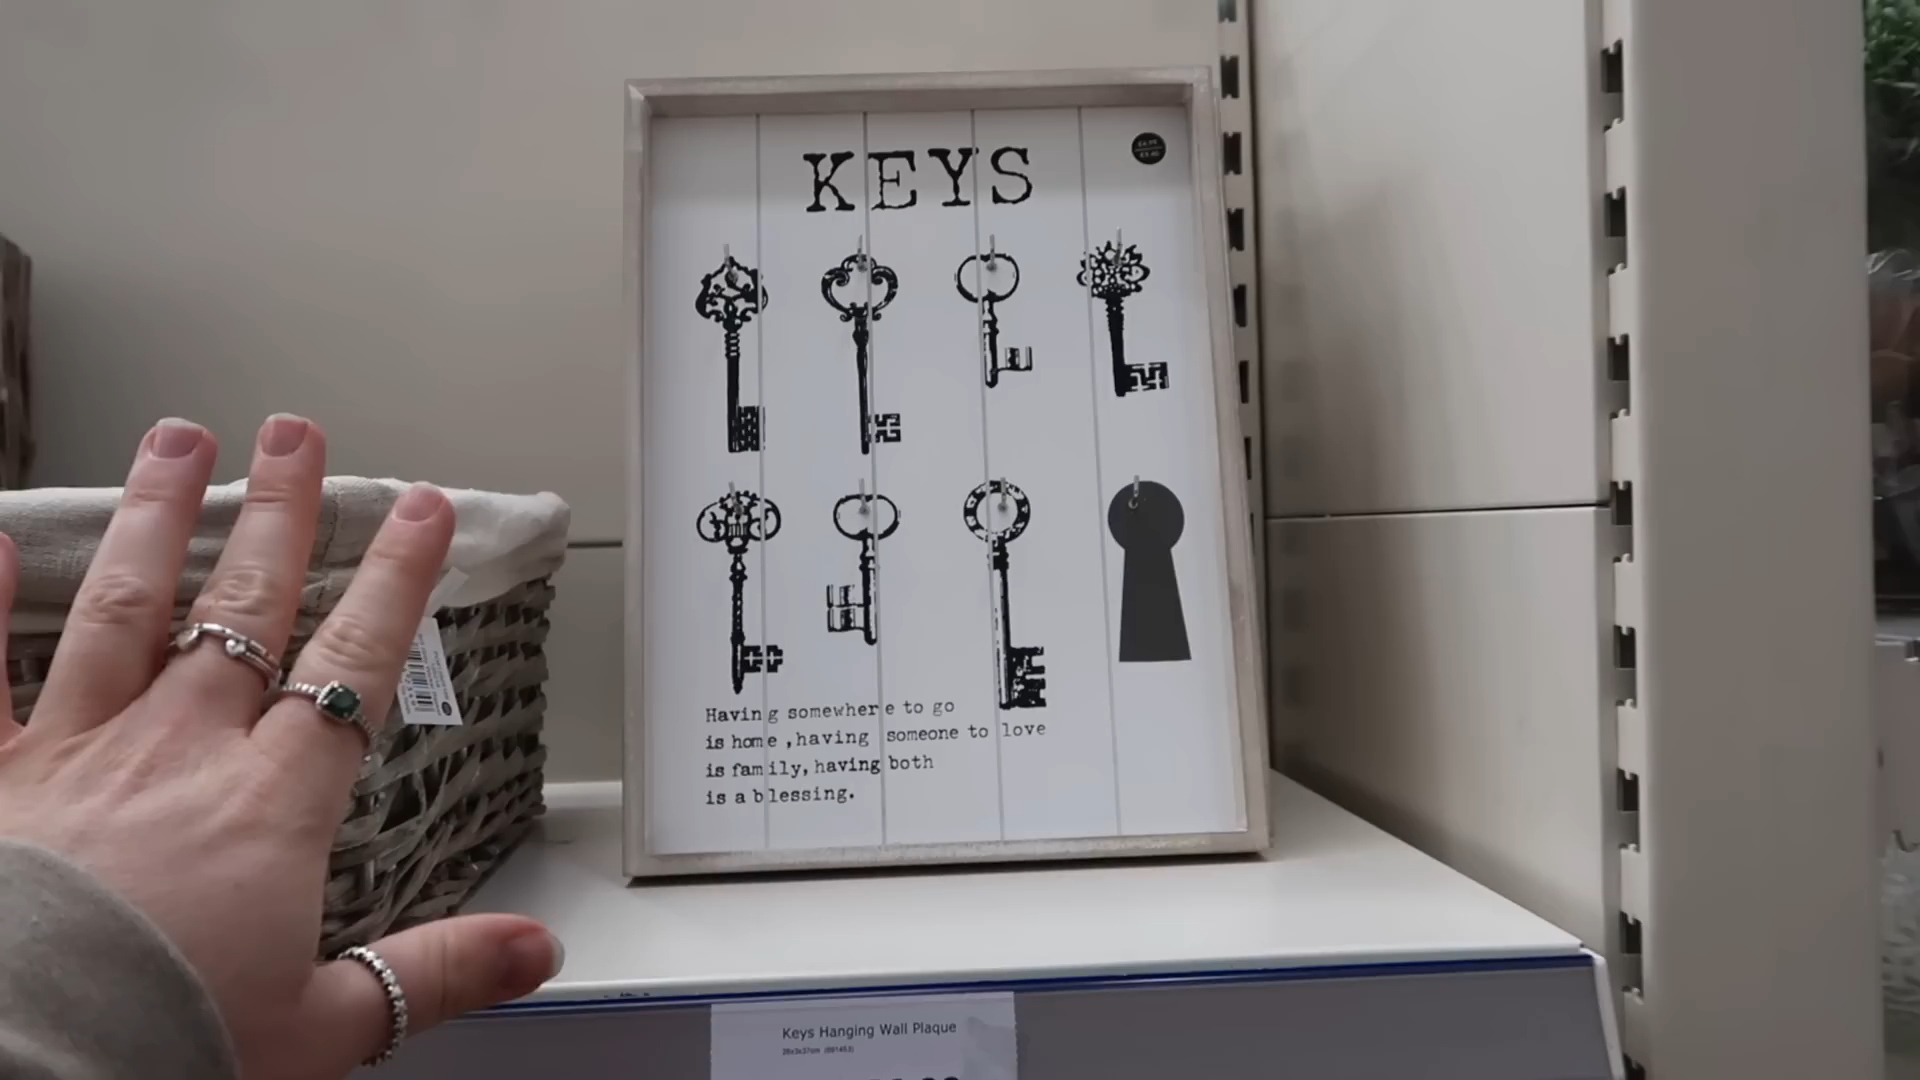 KEYS
Having somewhere to go
is home ,having someone to love
is family, having both
is a blessing.
Keys Hanging Wall Plaque